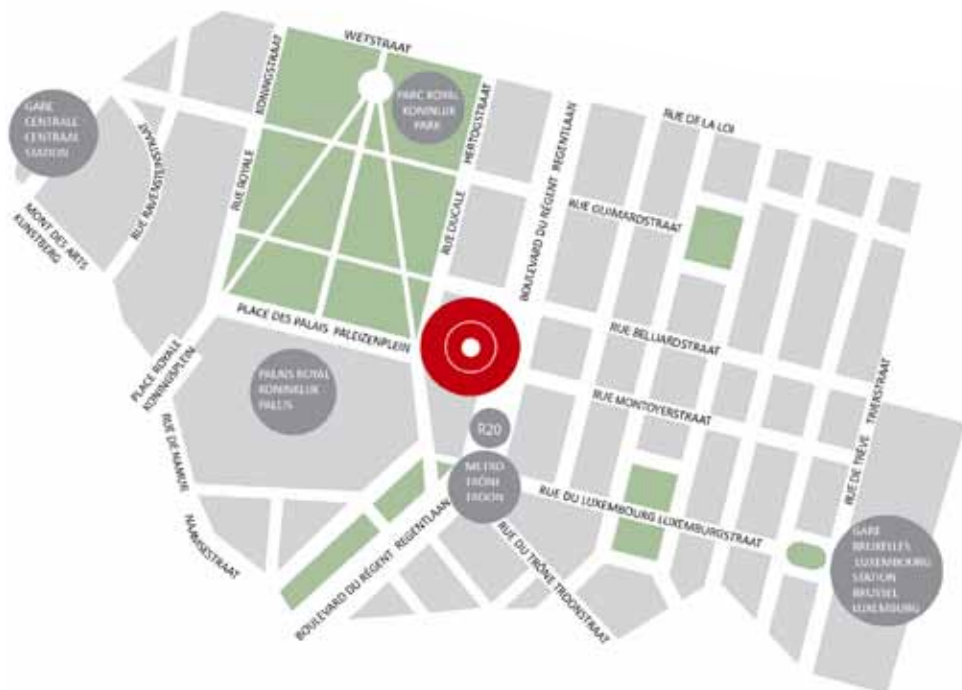 WETSTRAAT
KONINGSTRAAT
PARC ROYAL
KONINLIJK
PARK
HERTOGSTRAAT
RUE DE LA LOI
GARE
CENTRALE
CENTRAAL
STATION
RUE RAVENSTEINSTRAAT
RUE ROYALE
RUE DUCALE
BOULEVARD DU RÉGENT REGENTLAAN
RUE GUIMARDSTRAAT
MONT DES ARTS
KUNSTBERG
PLACE DES PALAIS PALEIZENPLEIN
RUE BELLIARDSTRAAT
PLACE ROYALE
KONINGSPLEIN
PALAIS ROYAL
KONINKLIJK
PALEIS
RUE MONTOYERSTRAAT
RUE DE TRÈVE TRIERSTRAAT
RUE DE NAMUR
NAAMSESTRAAT
R20
METRO
TRÔNE
TROON
RUE DU LUXEMBOURG LUXEMBURGSTRAAT
BOULEVARD DU RÉGENT REGENTLAAN
RUE DU TRÔNE TROONSTRAAT
GARE
BRUXELLES
LUXEMBOURG
STATION
BRUSSEL
LUXEMBURG